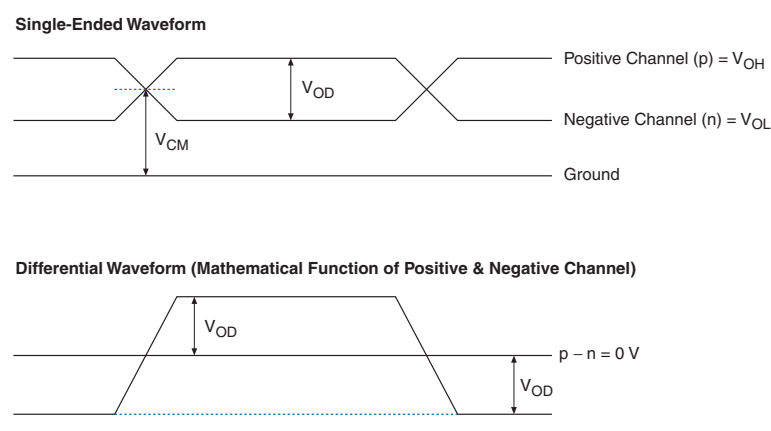 Single-Ended Waveform
Positive Channel (p) = VOH
VOD
Negative Channel (n) = VOL
VCM
Ground
Differential Waveform (Mathematical Function of Positive & Negative Channel)
VOD
p − n = 0 V
VOD